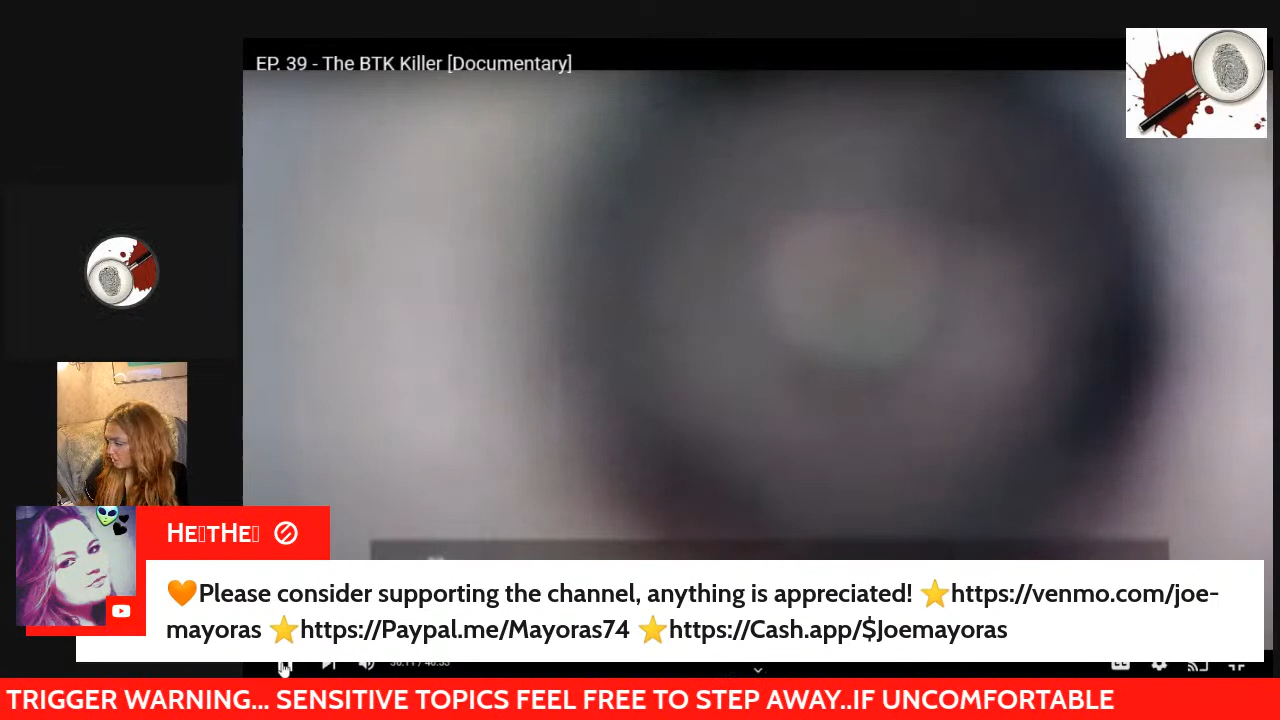 EP. 39 - The BTK Killer [Documentary]
🧡Please consider supporting the channel, anything is appreciated! ⭐https://venmo.com/joe-
mayoras ⭐https://Paypal.me/Mayoras74 ⭐https://Cash.app/$Joemayoras
TRIGGER WARNING... SENSITIVE TOPICS FEEL FREE TO STEP AWAY..IF UNCOMFORTABLE